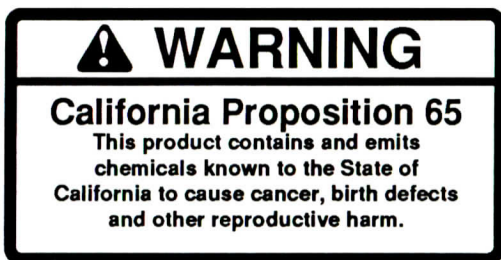 WARNING
California Proposition 65
This product contains and emits
chemicals known to the State of
California to cause cancer, birth defects
and other reproductive harm.